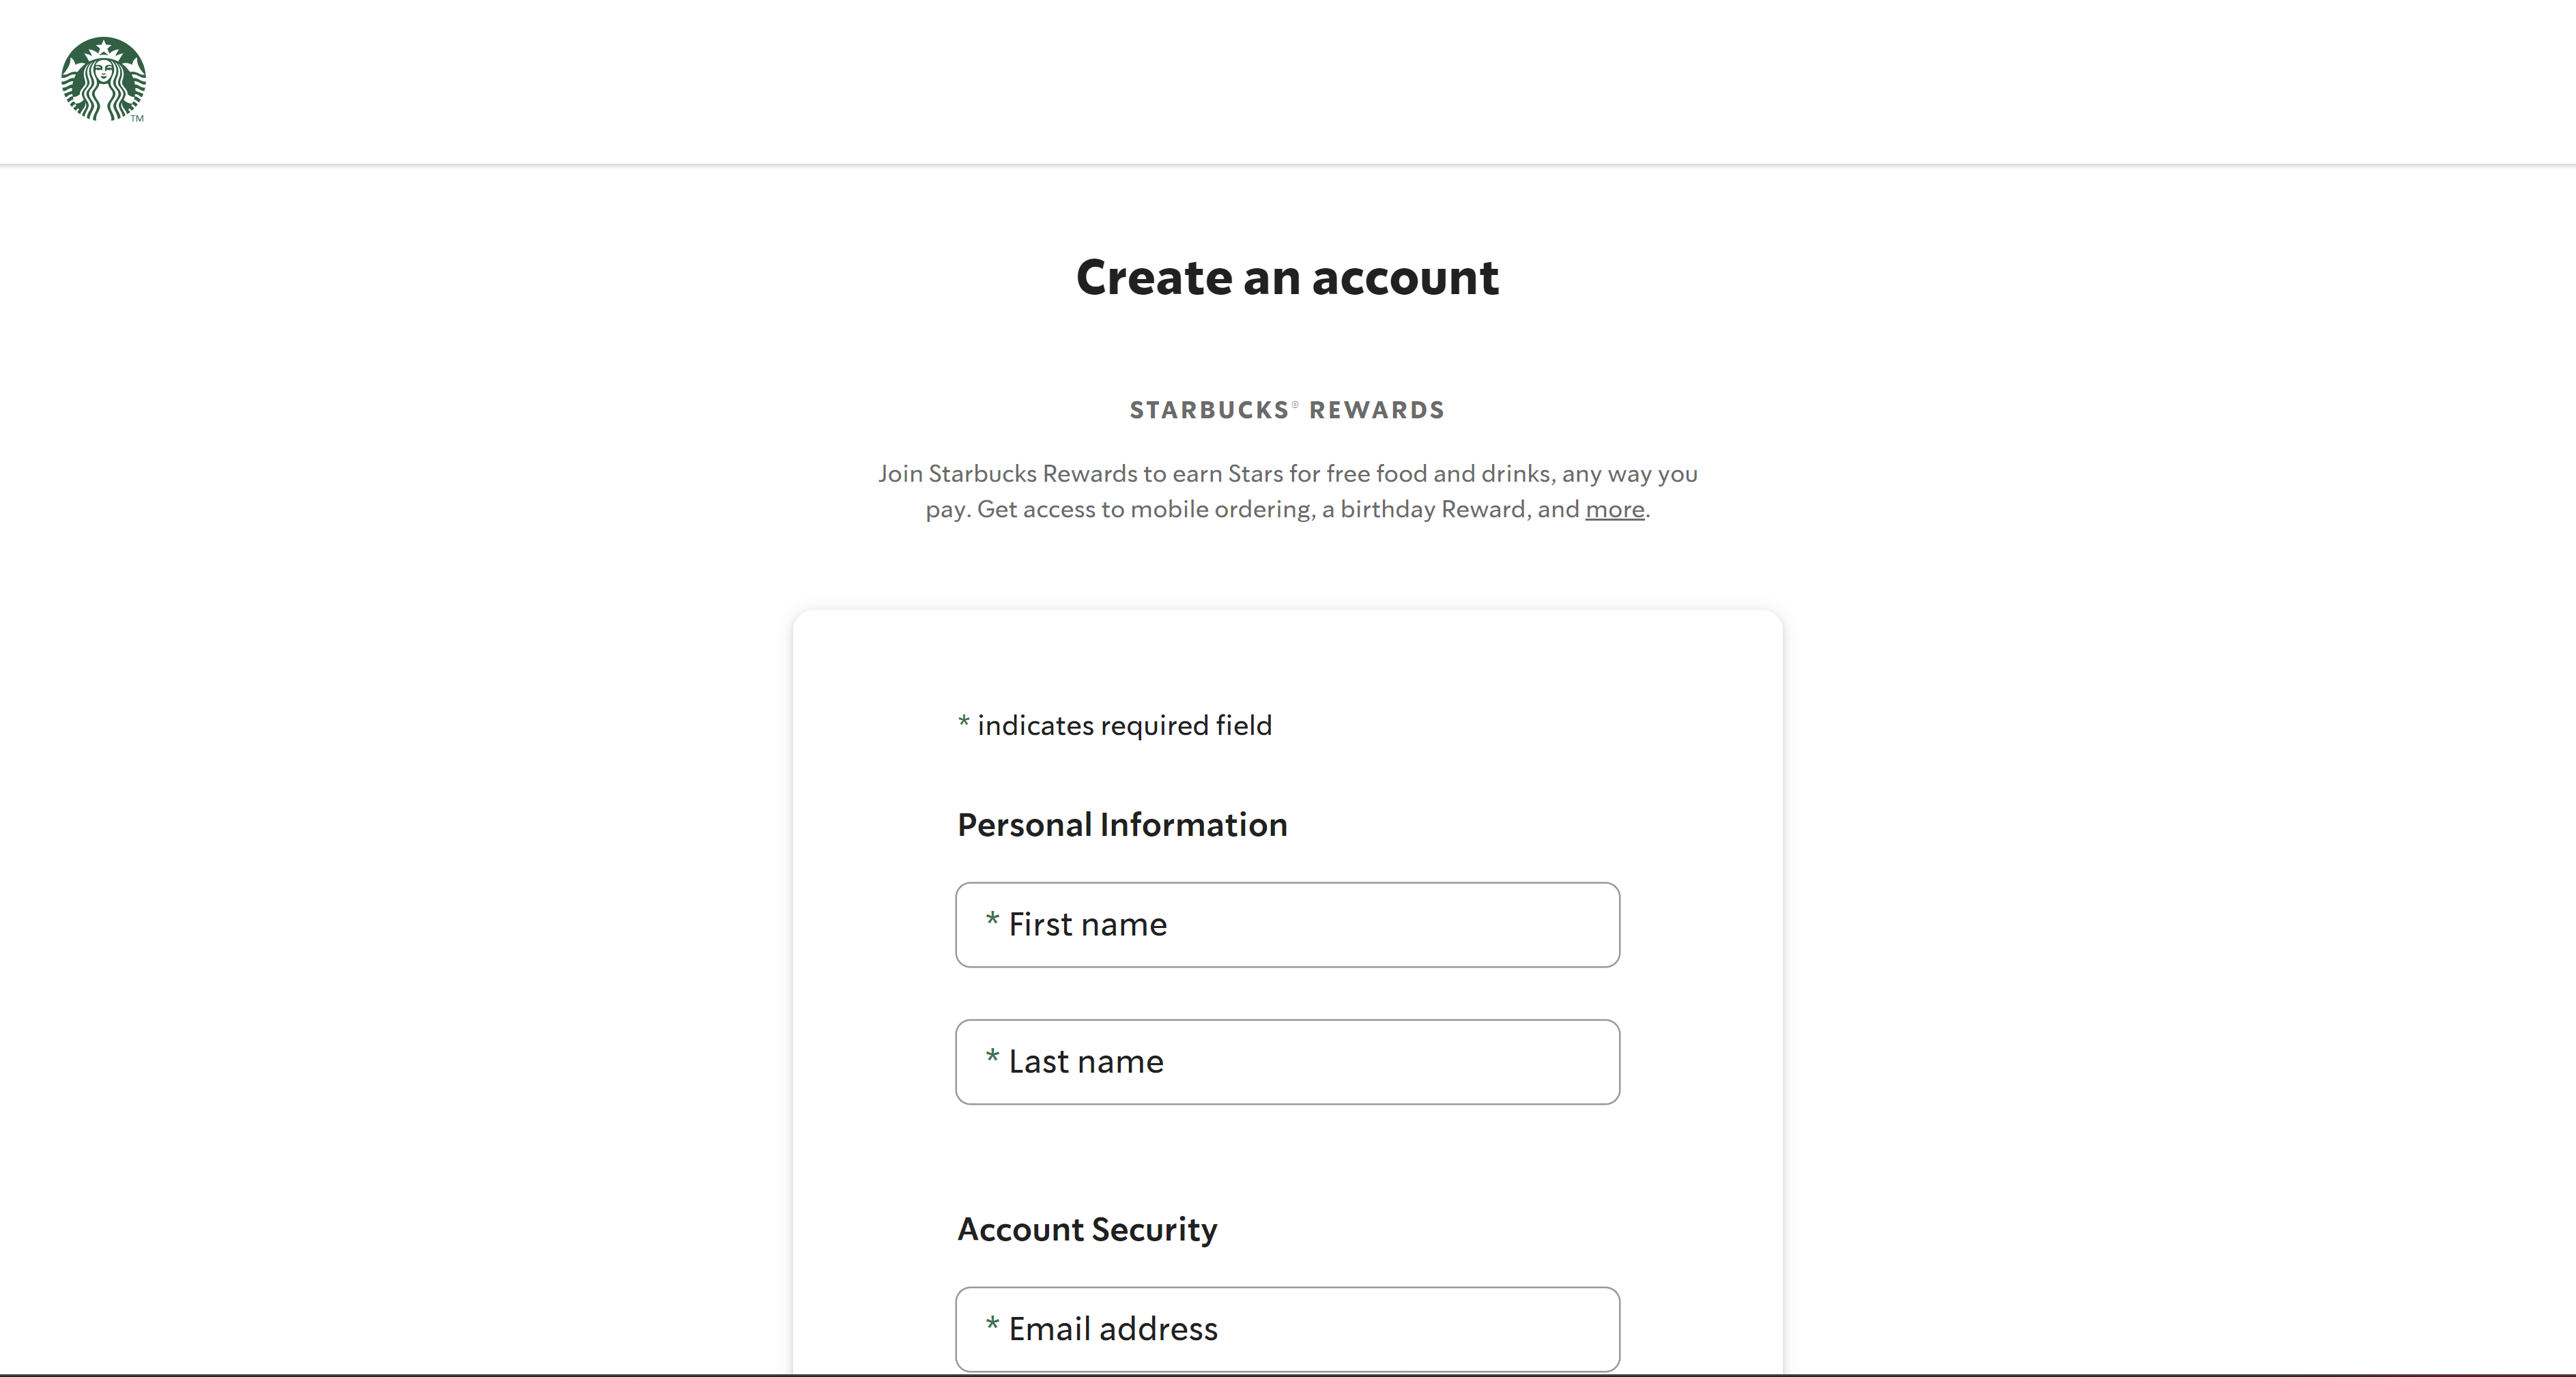 TM
Create an account
STARBUCKS® REWARDS
Join Starbucks Rewards to earn Stars for free food and drinks, any way you
pay. Get access to mobile ordering, a birthday Reward, and more.
* indicates required field
Personal Information
* First name
* Last name
Account Security
* Email address